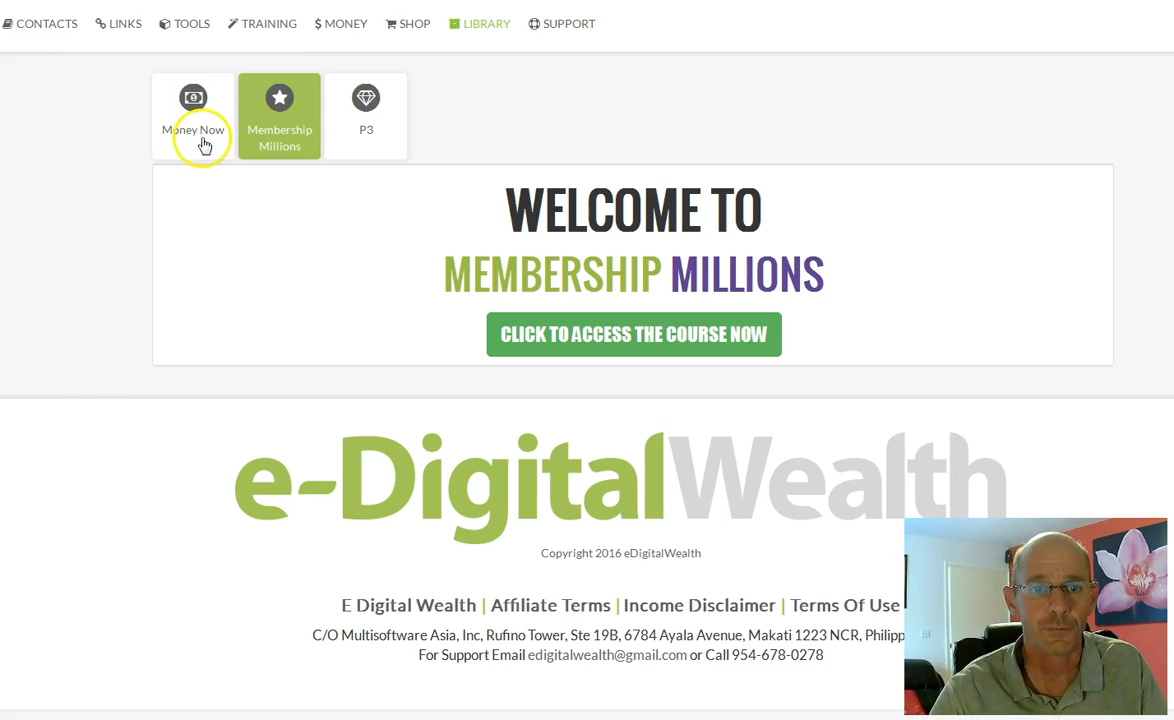 CONTACTS LINKS TOOLS TRAINING MONEY SHOP LIBRARY SUPPORT
Money Now
Membership
Millions
P3
WELCOME TO
MEMBERSHIP MILLIONS
CLICK TO ACCESS THE COURSE NOW
e-DigitalWealth
Copyright 2016 eDigitalWealth
E Digital Wealth | Affiliate Terms | Income Disclaimer | Terms Of Use
C/O Multisoftware Asia, Inc, Rufino Tower, Ste 19B, 6784 Ayala Avenue, Makati 1223 NCR,
For Support Email edigitalwealth@gmail.com or Call 954-678-0278